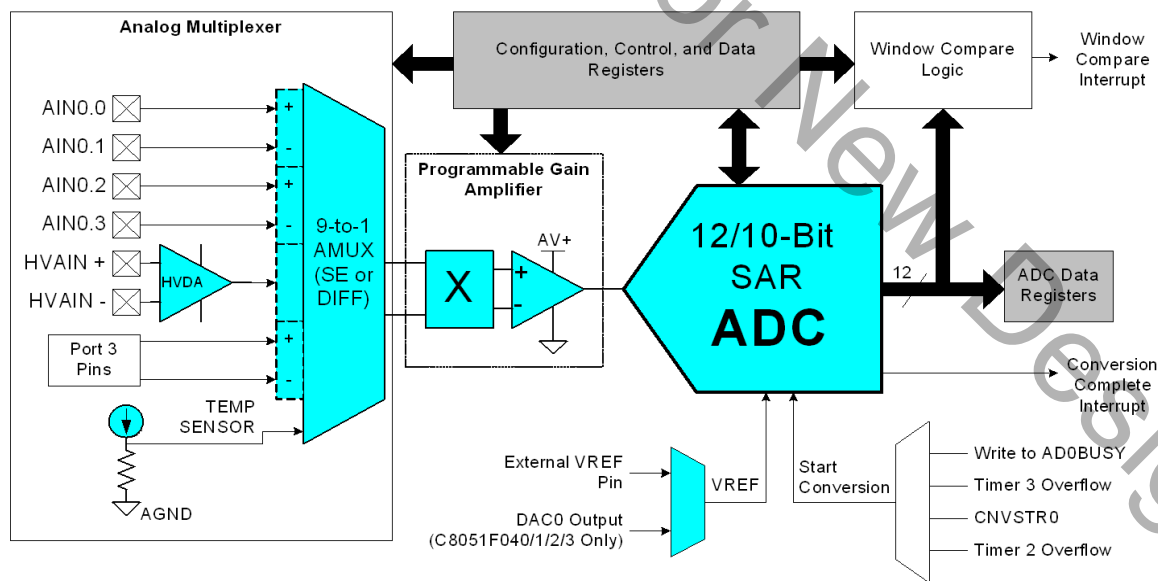 Analog Multiplexer
AIN0.0
AIN0.1
AIN0.2
AIN0.3
HVAIN +
HVAIN -
HVDA
Port 3
Pins
+
-
+
-
+
-
9-to-1
AMUX
(SE or
DIFF)
TEMP
SENSOR
AGND
Configuration, Control, and Data
Registers
Programmable Gain
Amplifier
X
+
-
AV+
12/10-Bit
SAR
ADC
12
Window Compare
Logic
Window
Compare
Interrupt
ADC Data
Registers
Conversion
Complete
Interrupt
External VREF
Pin
DAC0 Output
(C8051F040/1/2/3 Only)
VREF
Start
Conversion
Write to AD0BUSY
Timer 3 Overflow
CNVSTR0
Timer 2 Overflow
or New Desig